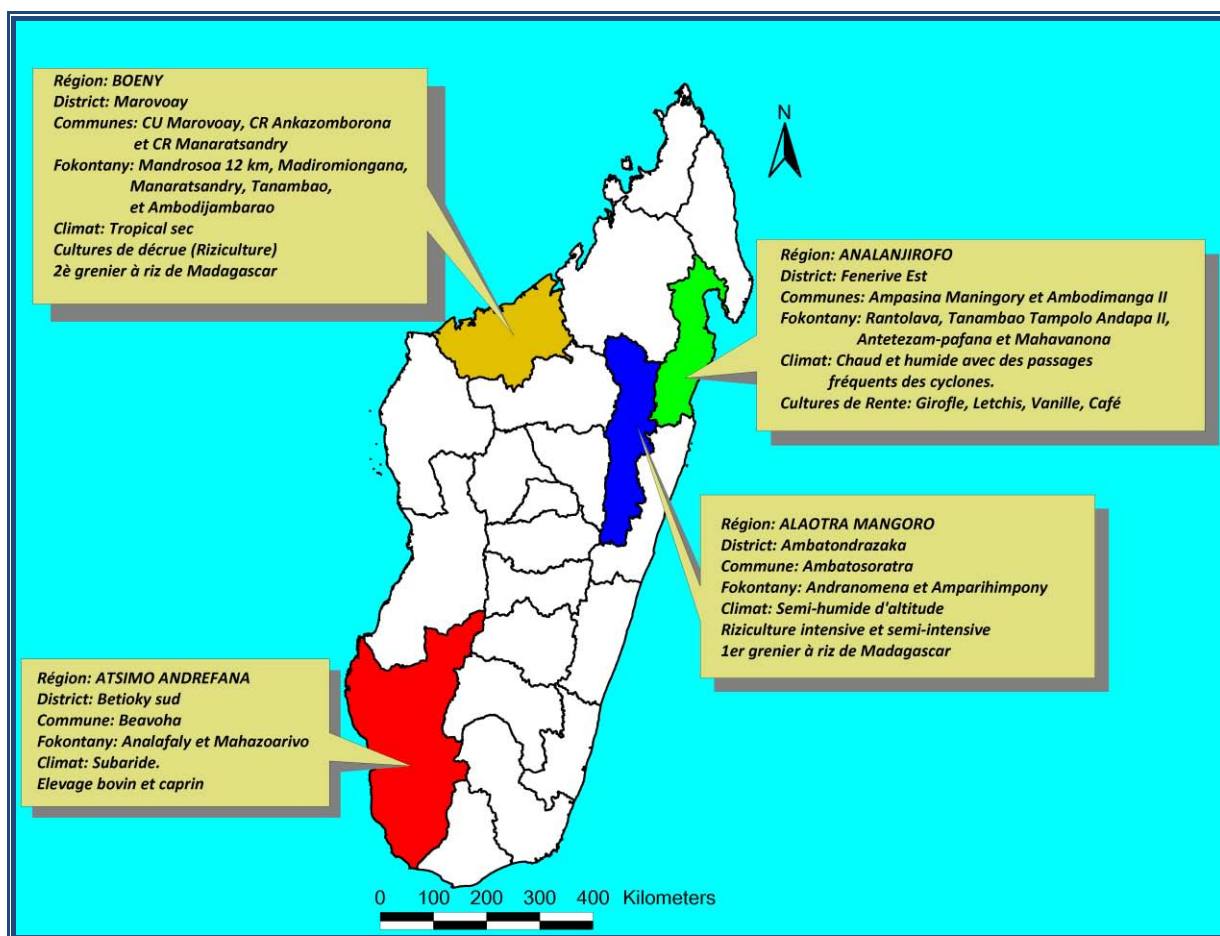 Région: BOENY
District: Marovoay
Communes: CU Marovoay, CR Ankazomborona
et CR Manaratsandry
Fokontany: Mandrosoa 12 km, Madiromiongana,
Manaratsandry, Tanambao,
et Ambodijambarao
Climat: Tropical sec
Cultures de décrue (Riziculture)
2è grenier à riz de Madagascar
N
Région: ANALANJIROFO
District: Fenerive Est
Communes: Ampasina Maningory et Ambodimanga II
Fokontany: Rantolava, Tanambao Tampolo Andapa II,
Antetezam-pafana et Mahavanona
Climat: Chaud et humide avec des passages
fréquents des cyclones.
Cultures de Rente: Girofle, Letchis, Vanille, Café
Région: ALAOTRA MANGORO
District: Ambatondrazaka
Commune: Ambatosoratra
Fokontany: Andranomena et Amparihimpony
Climat: Semi-humide d'altitude
Riziculture intensive et semi-intensive
1er grenier à riz de Madagascar
Région: ATSIMO ANDREFANA
District: Betioky sud
Commune: Beavoha
Fokontany: Analafaly et Mahazoarivo
Climat: Subaride.
Elevage bovin et caprin
0 100 200 300 400 Kilometers